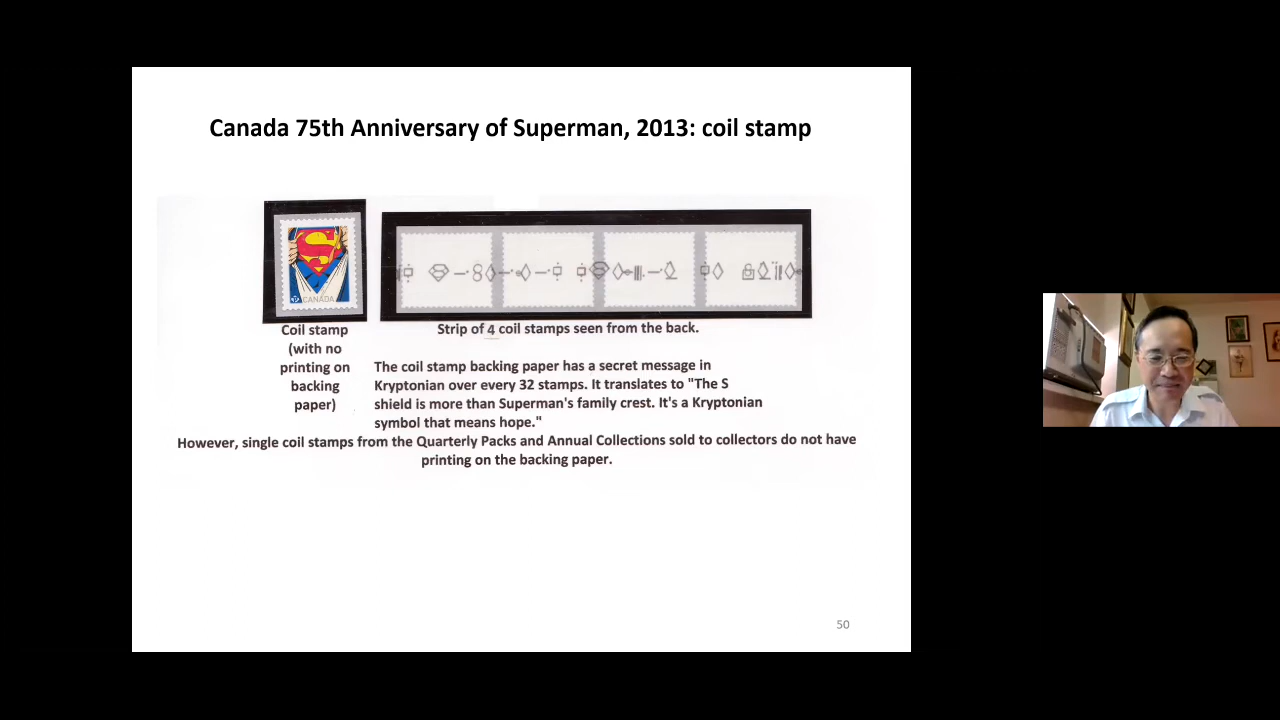 Canada 75th Anniversary of Superman, 2013: coil stamp
CANADA
Coil stamp
(with no
printing on
backing
paper)
Strip of 4 coil stamps seen from the back.
The coil stamp backing paper has a secret message in
Kryptonian over every 32 stamps. It translates to "The S
shield is more than Superman's family crest. It's a Kryptonian
symbol that means hope."
However, single coil stamps from the Quarterly Packs and Annual Collections sold to collectors do not have
printing on the backing paper.
50